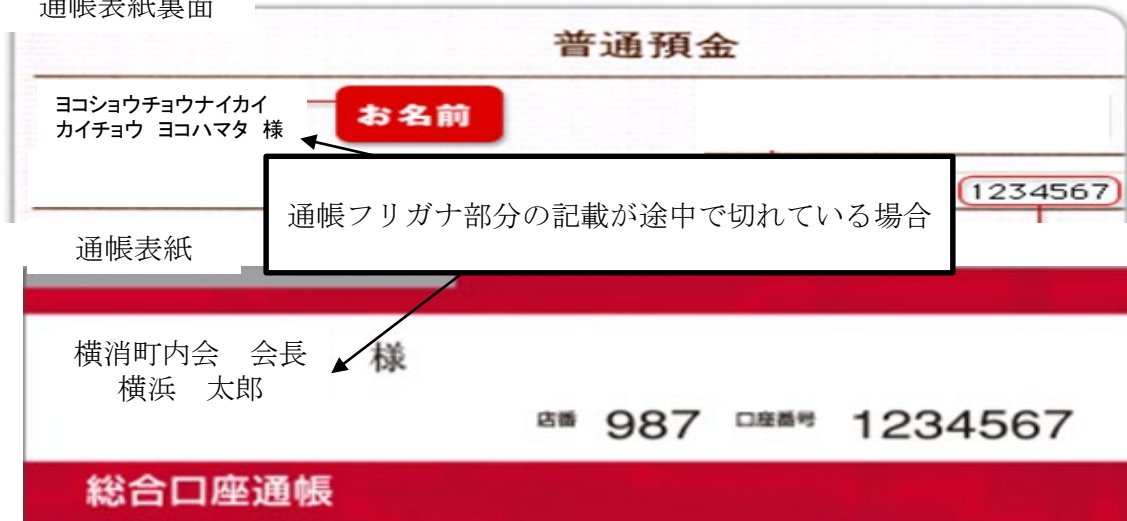 通帳表紙裏面
普通預金
ヨコショウチョウナイカイ
カイチョウ ヨコハマタ 様
お名前
1234567
通帳フリガナ部分の記載が途中で切れている場合
通帳表紙
横消町内会 会長 様
横浜 太郎
店番 987 口座番号 1234567
総合口座通帳